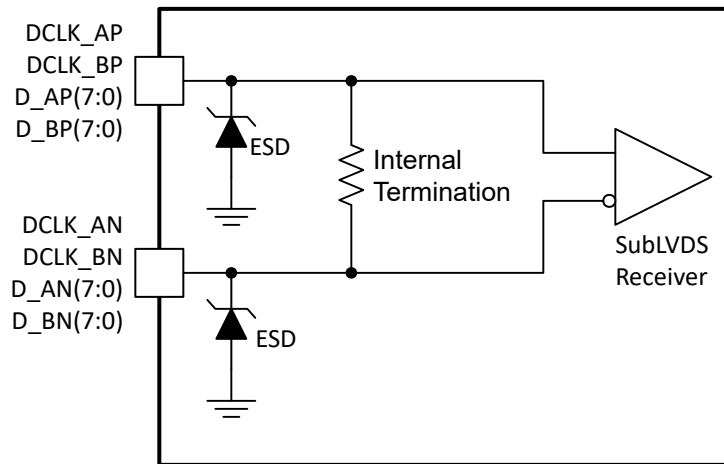 DCLK_AP
DCLK_BP
D_AP(7:0)
D_BP(7:0)
ESD
Internal
Termination
DCLK_AN
DCLK_BN
D_AN(7:0)
D_BN(7:0)
SubLVDS
Receiver
ESD